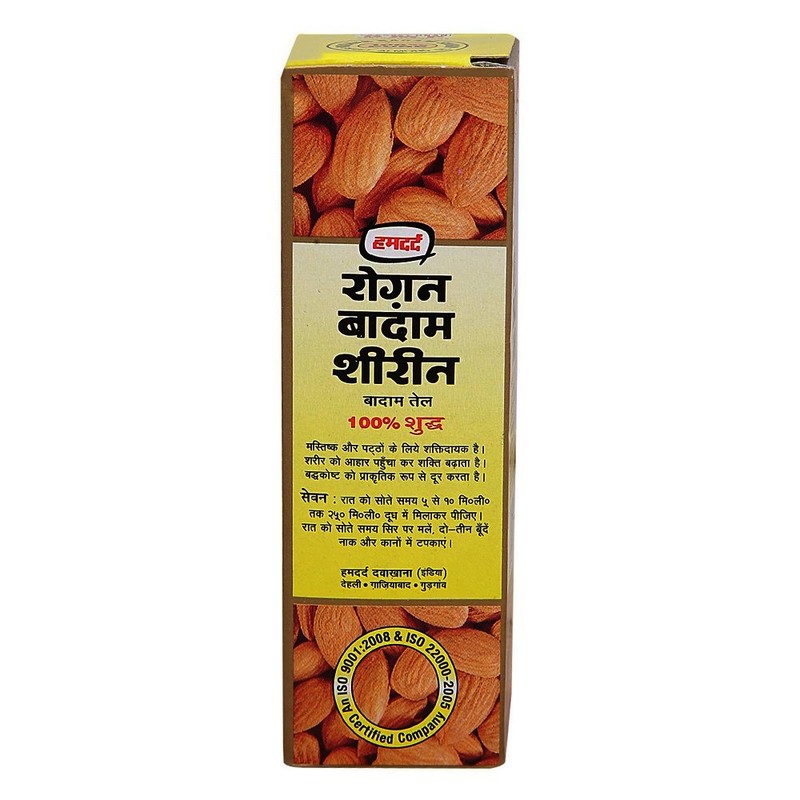 हमदर्द
रोग़न
बादाम
शीरीन
बादाम तेल
100% शुद्ध
मस्तिष्क और पट्ठों के लिये शक्तिदायक है।
शरीर को आहार पहुँचा कर शक्ति बढ़ाता है।
बद्धकोष्ट को प्राकृतिक रूप से दूर करता है।
सेवन : रात को सोते समय ५ से १० मि०ली०
तक २५० मि०ली० दूध में मिलाकर पीजिए।
रात को सोते समय सिर पर मलें, दो-तीन बूँदें
नाक और कानों में टपकाएं।
हमदर्द दवाखाना (इंडिया)
देहली • ग़ाज़ियाबाद • गुड़गांव
An ISO 9001:2008 & ISO 22000-2005
Certified Company